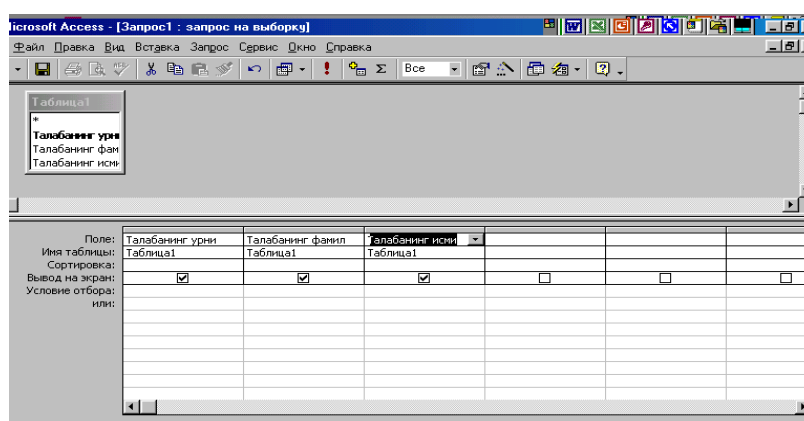 icrosoft Access - [Запрос1 : запрос на выборку]
Файл Правка Вид Вставка Запрос Сервис Окно Справка
Все
Таблица1
*
Талабанинг урни
Талабанинг фам
Талабанинг исми
Поле: Талабанинг урни Талабанинг фамил Талабанинг исми
Имя таблицы: Таблица1 Таблица1 Таблица1
Сортировка:
Вывод на экран:
Условие отбора:
или: